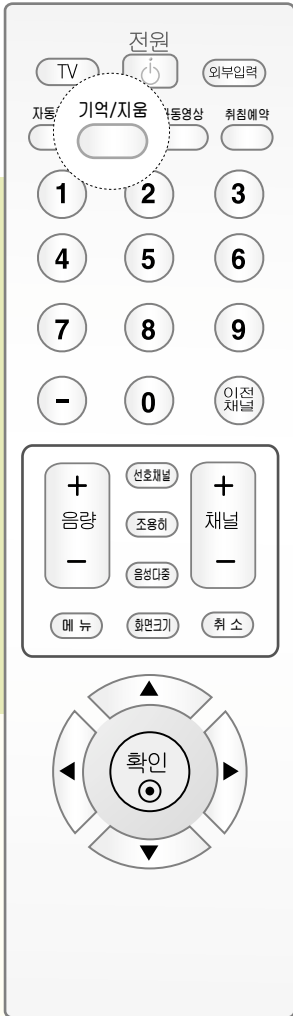 전원
TV 외부입력
자동 기억/지움 동영상 취침예약
1 2 3
4 5 6
7 8 9
- 0 이전
채널
+ 선호채널 +
음량 조용히 채널
- 음성다중 -
메뉴 화면크기 취소
확인